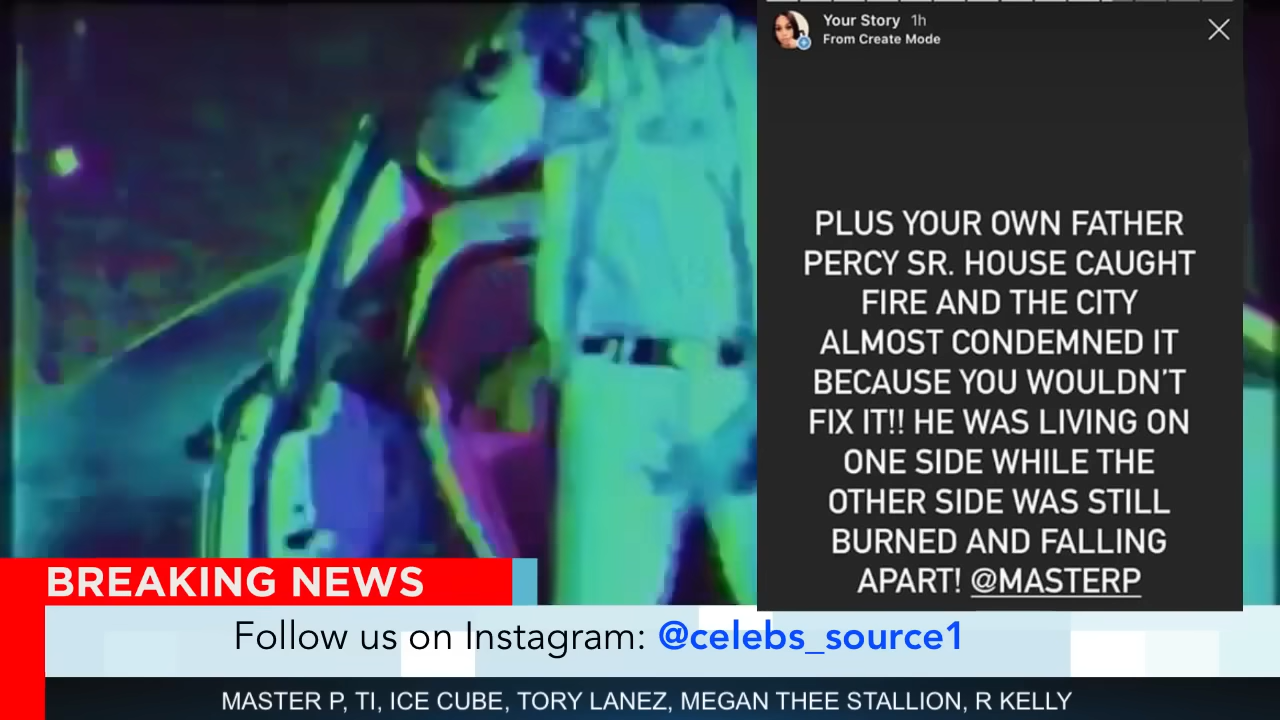 Your Story 1h
From Create Mode
PLUS YOUR OWN FATHER
PERCY SR. HOUSE CAUGHT
FIRE AND THE CITY
ALMOST CONDEMNED IT
BECAUSE YOU WOULDN'T
FIX IT!! HE WAS LIVING ON
ONE SIDE WHILE THE
OTHER SIDE WAS STILL
BURNED AND FALLING
APART! @MASTERP
BREAKING NEWS
Follow us on Instagram: @celebs_source1
MASTER P, TI, ICE CUBE, TORY LANEZ, MEGAN THEE STALLION, R KELLY